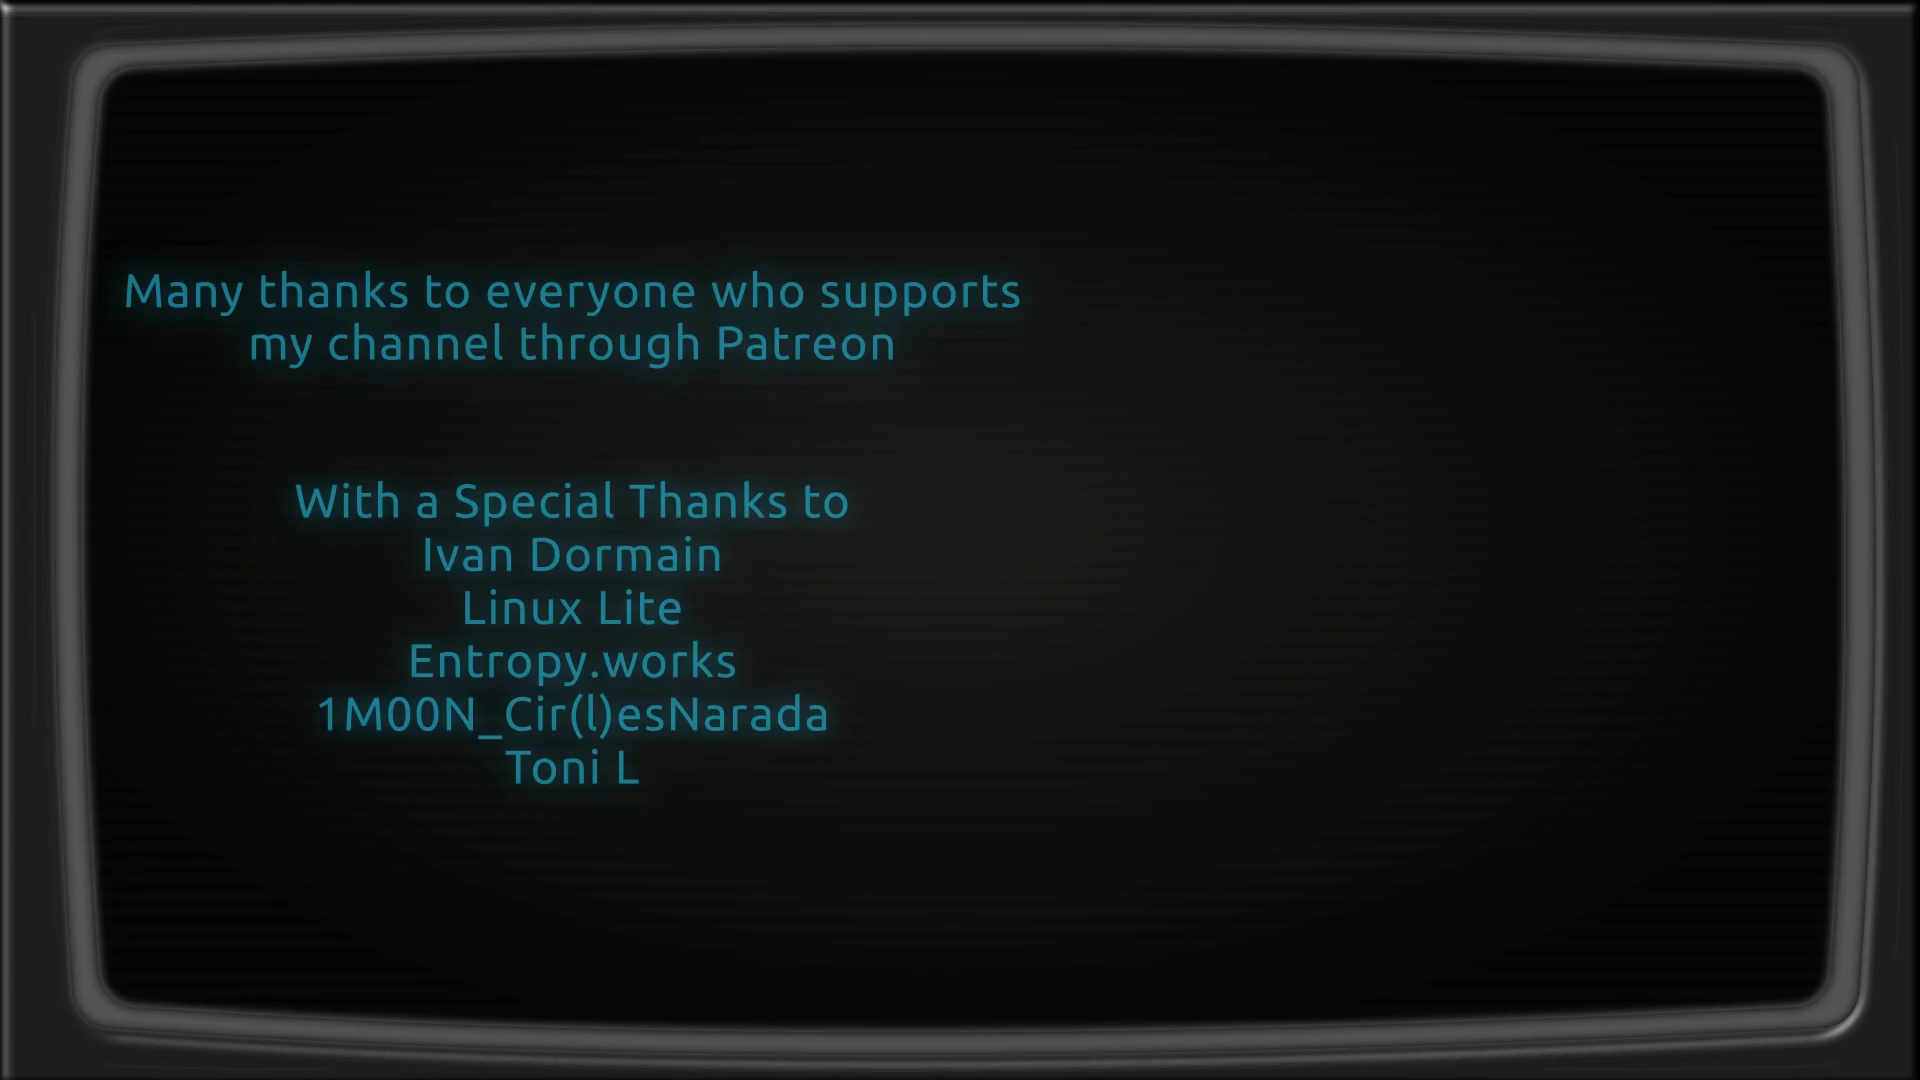 Many thanks to everyone who supports
my channel through Patreon
With a Special Thanks to
Ivan Dormain
Linux Lite
Entropy.works
1M00N_Cir(l)esNarada
Toni L